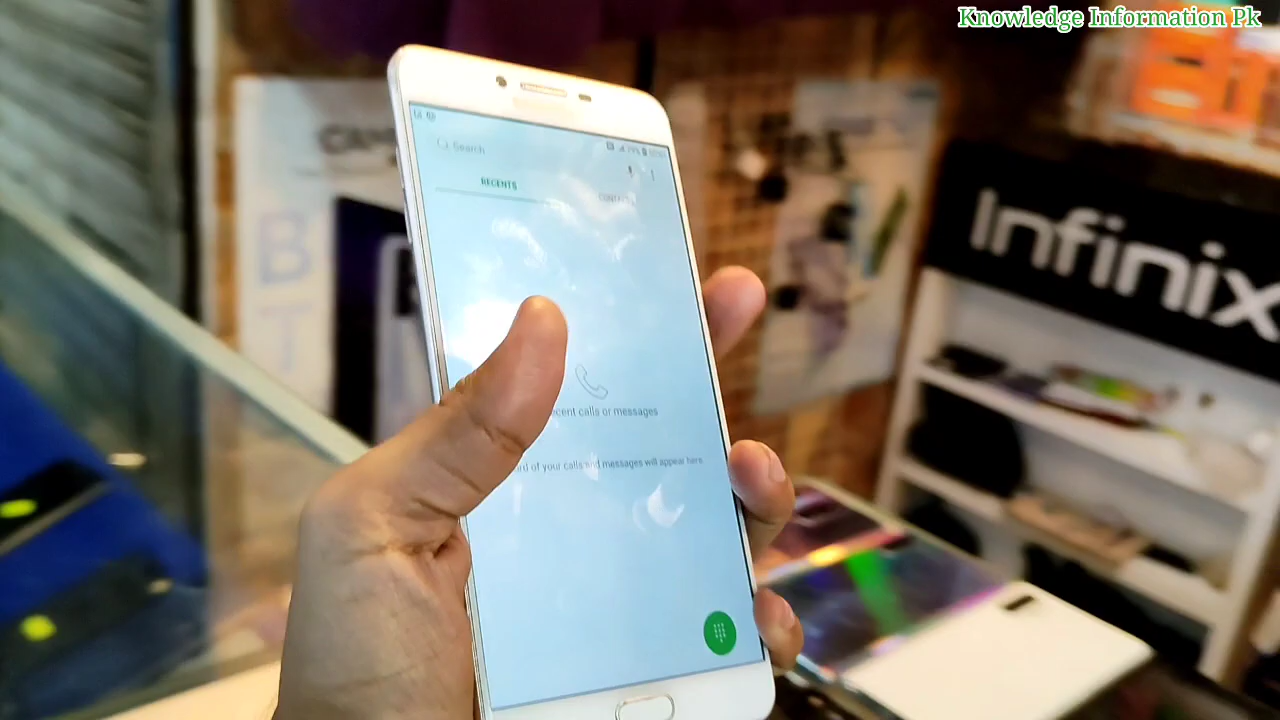 Knowledge Information Pk
Search
RECENTS
Infinix
ecent calls or messages
rd of your calls and messages will appear here.